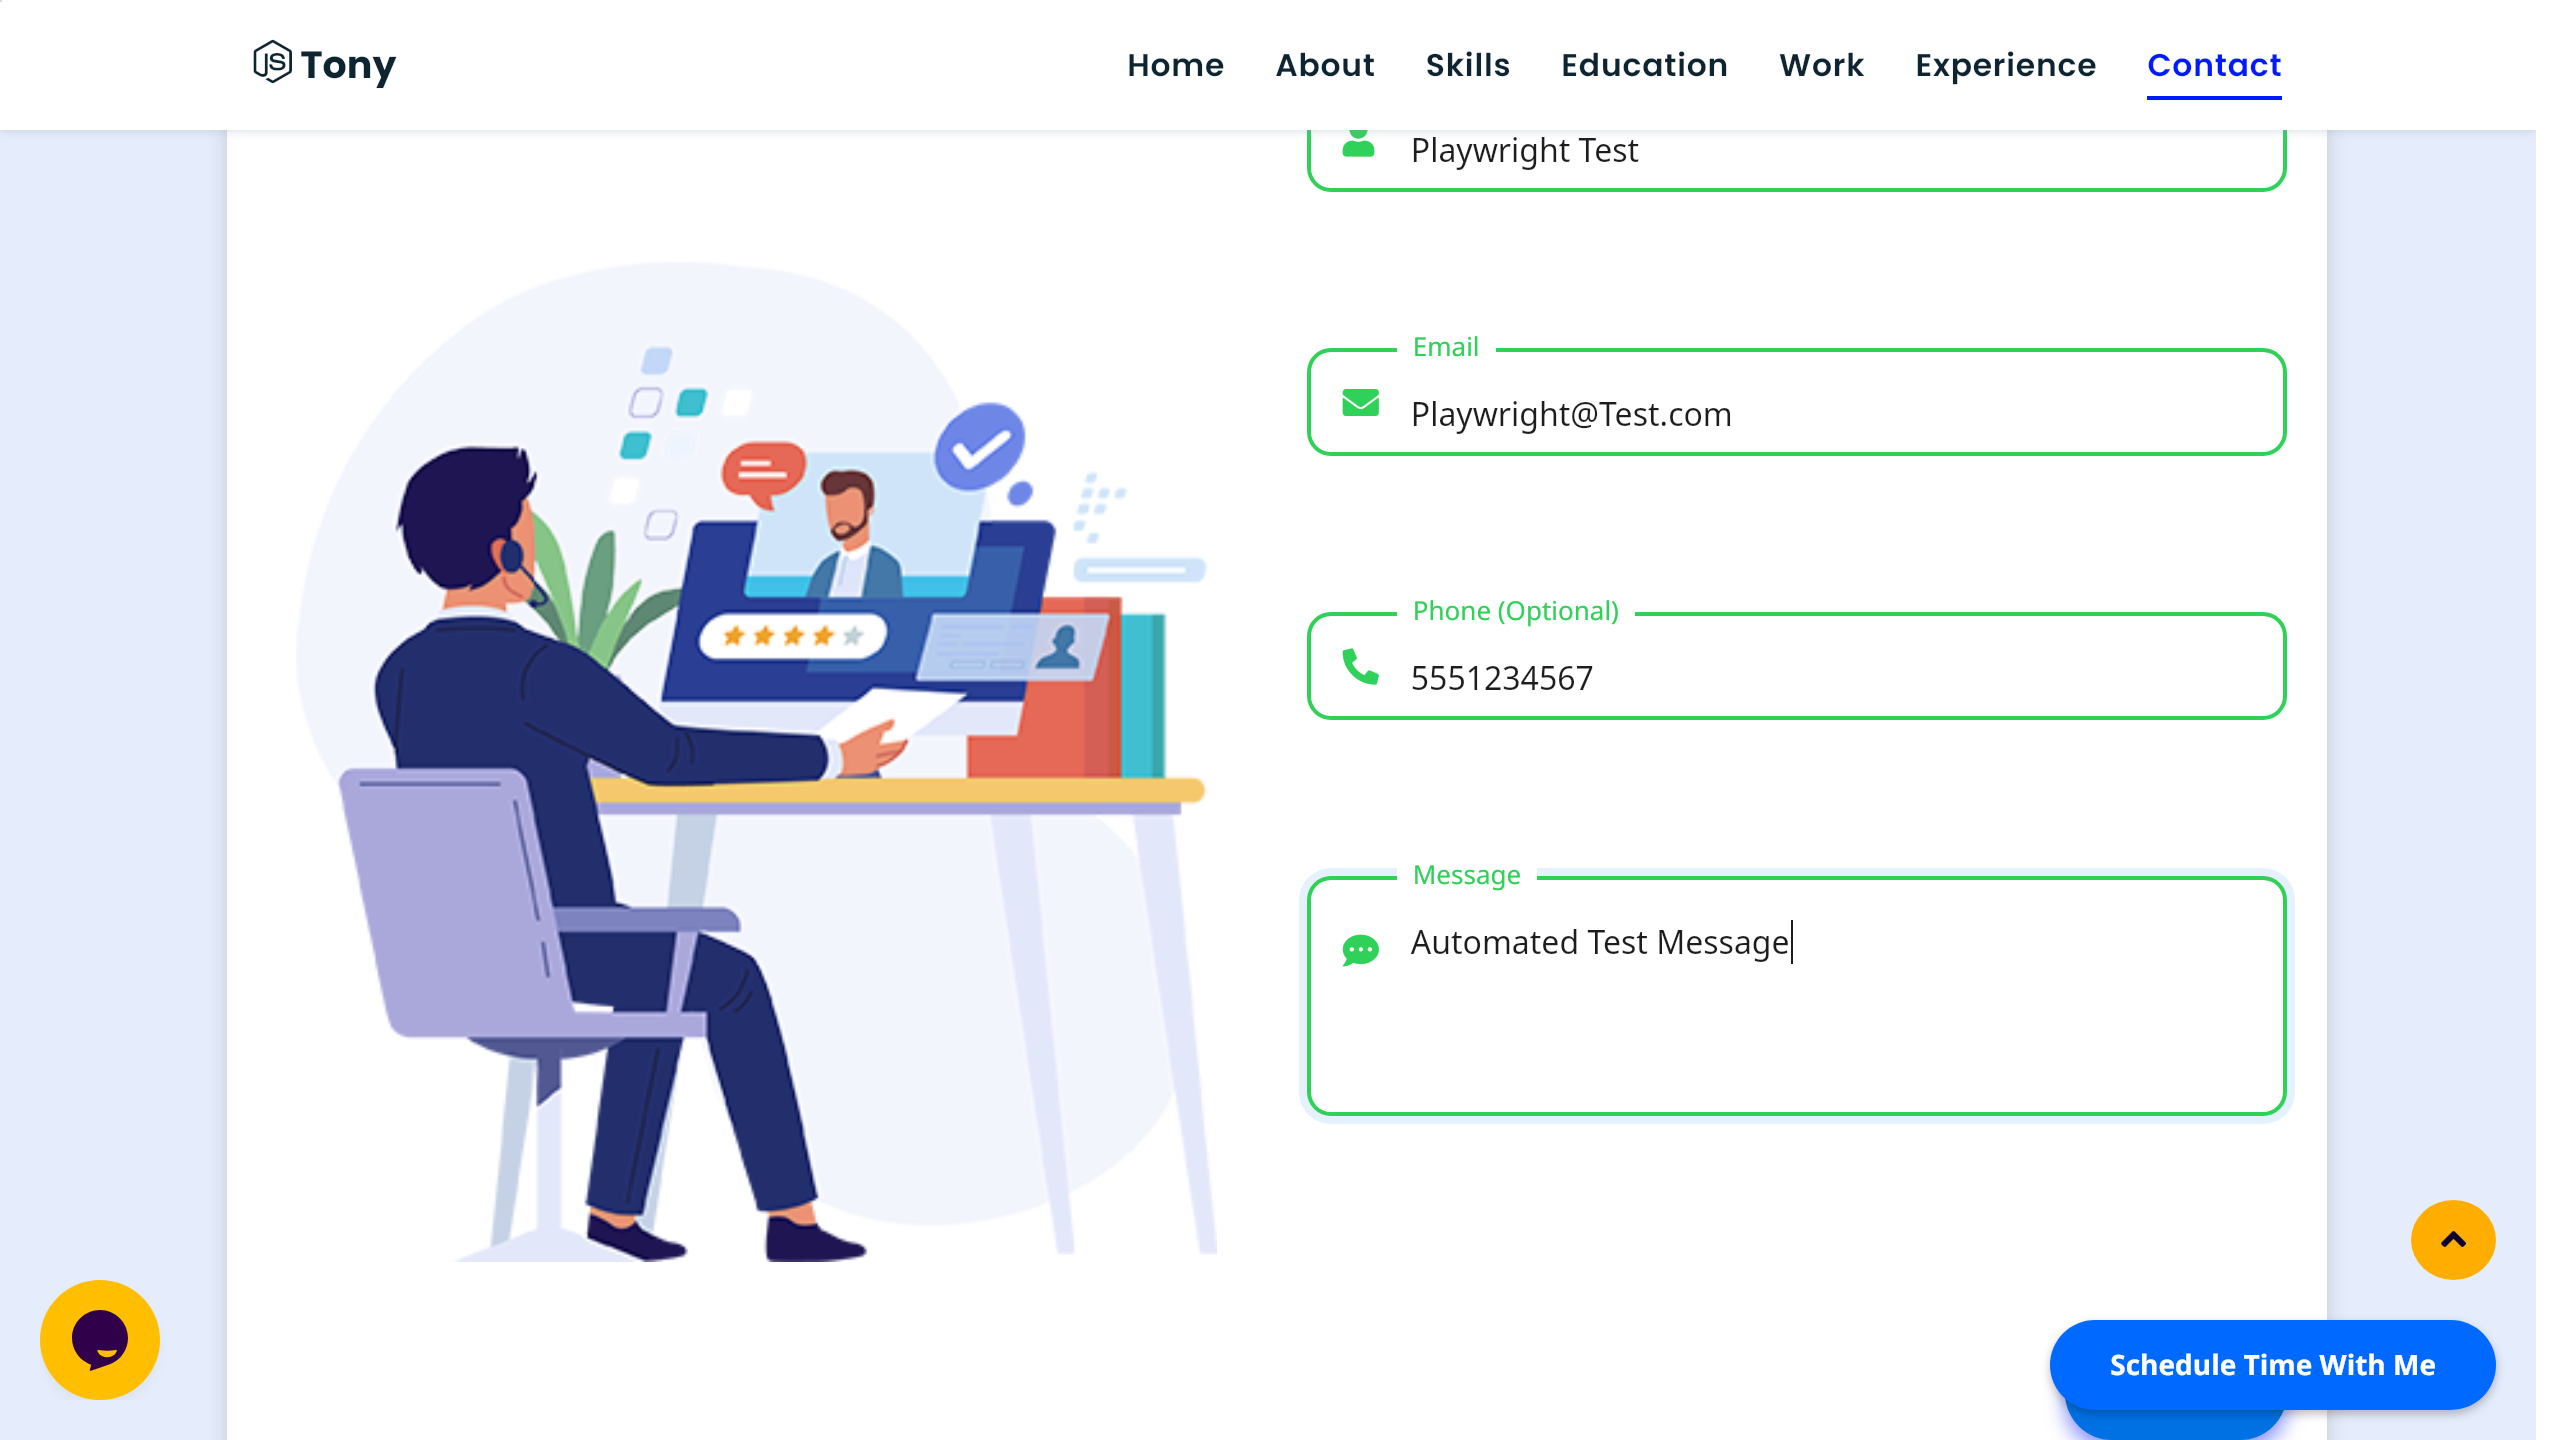 Tony
Home About Skills Education Work Experience Contact
Playwright Test
Email
Playwright@Test.com
Phone (Optional)
5551234567
Message
Automated Test Message
Schedule Time With Me